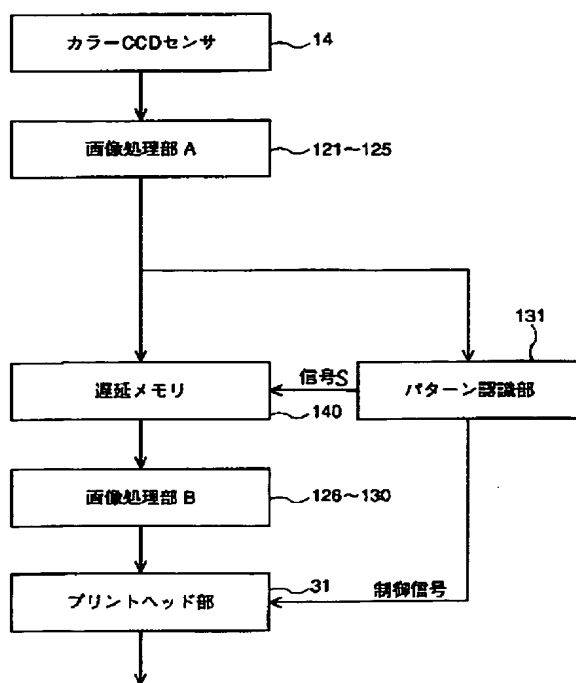 カラーCCDセンサ
14
画像処理部 A
121～125
131
信号S
遅延メモリ
パターン認識部
140
画像処理部 B
126～130
31
プリントヘッド部
制御信号